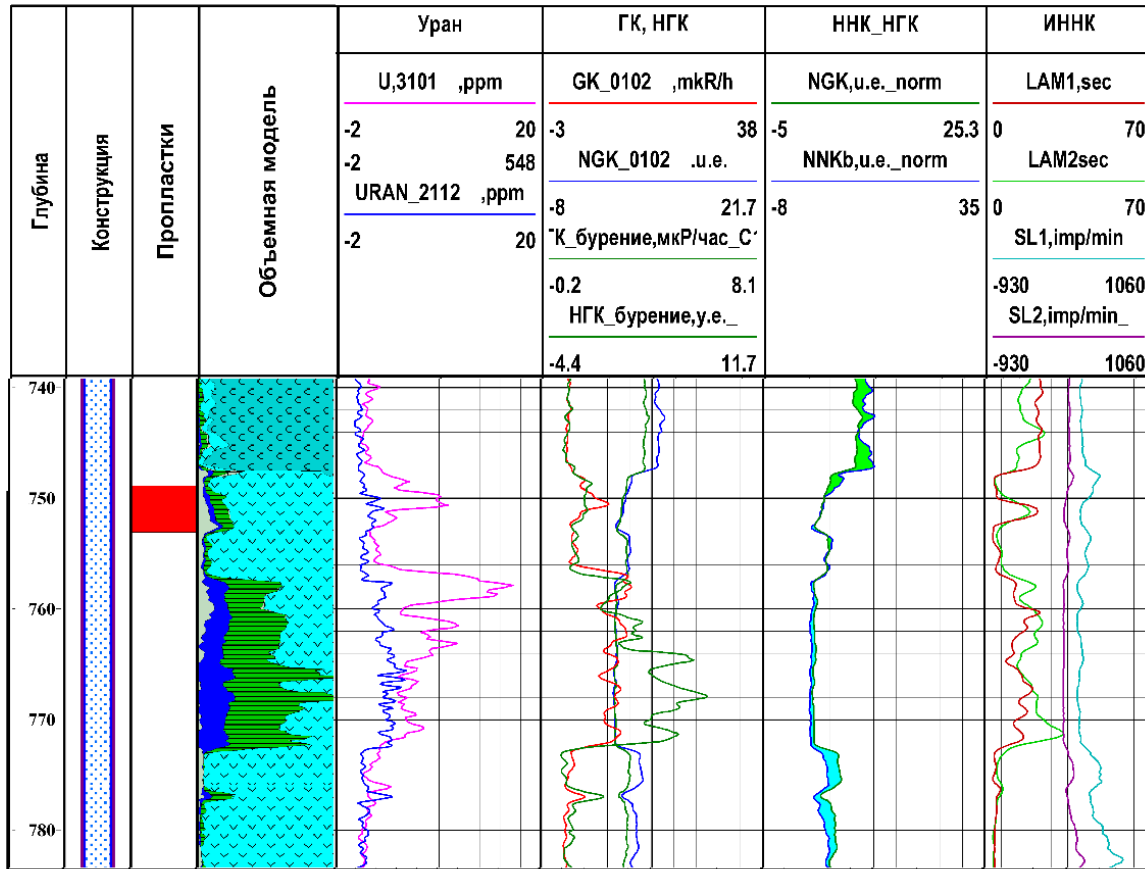 Глубина
Конструкция
Пропластки
Объемная модель
Уран
U,3101 ,ppm
-2 20
-2 548
URAN_2112 ,ppm
-2 20
ГК, НГК
GK_0102 ,mkR/h
-3 38
NGK_0102 .u.e.
-8 21.7
К_бурение,мкР/час_С
-0.2 8.1
НГК_бурение,у.е._
-4.4 11.7
ННК_НГК
NGK,u.e._norm
-5 25.3
NNKb,u.e._norm
-8 35
ИННК
LAM1,sec
0 70
LAM2sec
0 70
SL1,imp/min
-930 1060
SL2,imp/min_
-930 1060
740
750
760
770
780